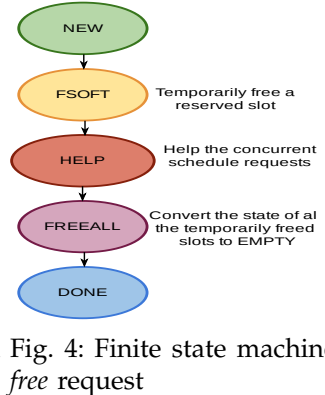 NEW
FSOFT
Temporarily free a
reserved slot
HELP
Help the concurrent
schedule requests
FREEALL
Convert the state of al
the temporarily freed
slots to EMPTY
DONE
Fig. 4: Finite state machin
free request